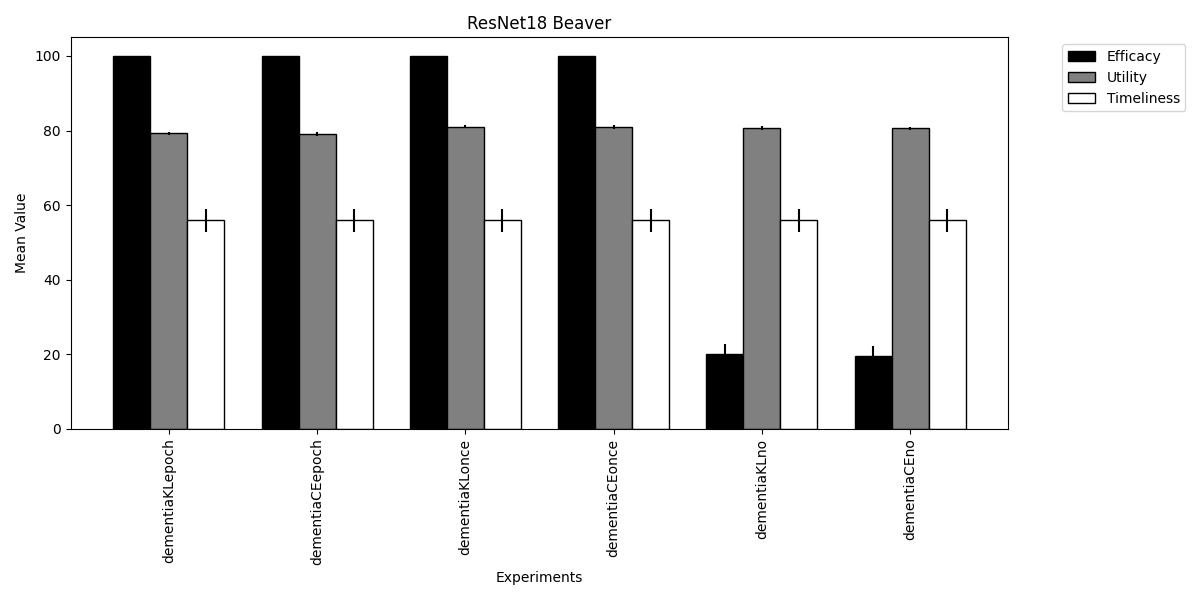 ResNet18 Beaver
Efficacy
Utility
Timeliness
Mean Value
100
80
60
40
20
0
dementiaKLepoch
dementiaCEepoch
dementiaKLonce
dementiaCEonce
dementiaKLno
dementiaCEno
Experiments